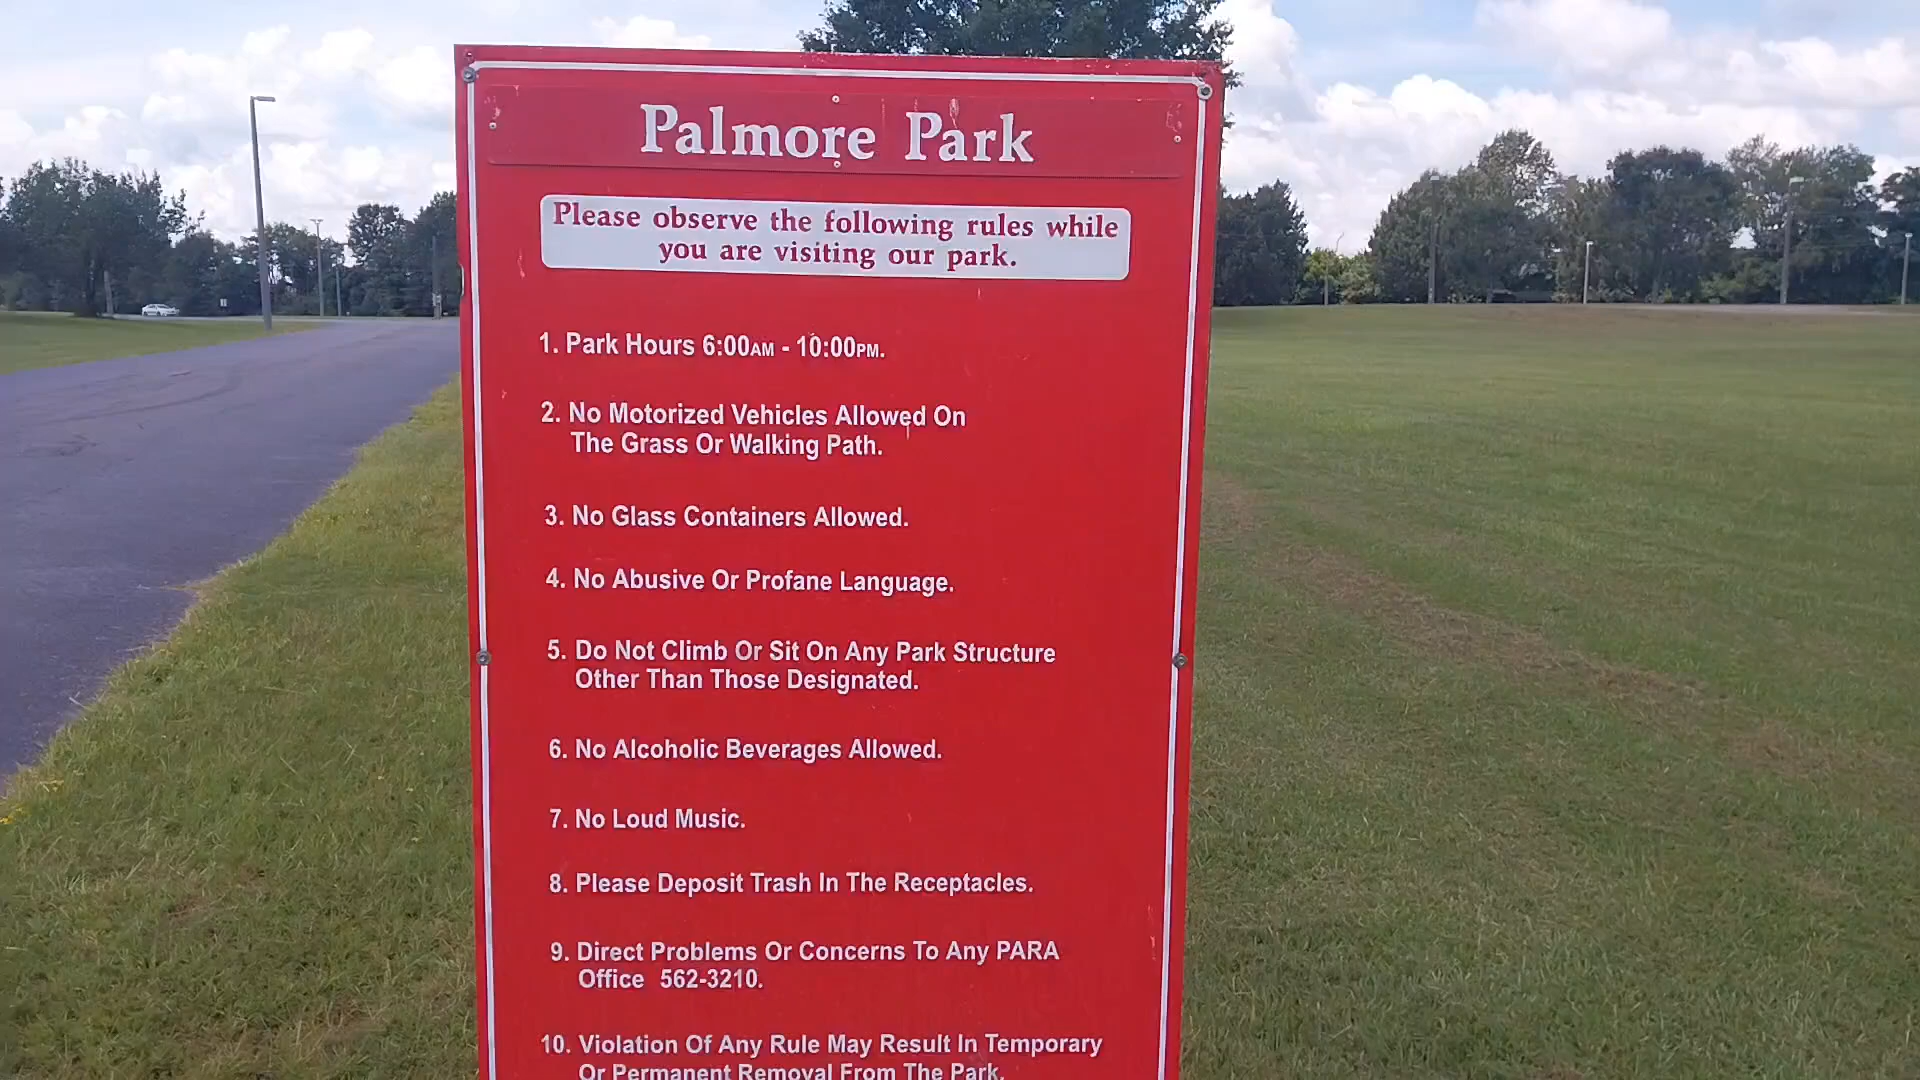 Palmore Park
Please observe the following rules while
you are visiting our park.
1. Park Hours 6:00AM - 10:00PM.
2. No Motorized Vehicles Allowed On
The Grass Or Walking Path.
3. No Glass Containers Allowed.
4. No Abusive Or Profane Language.
5. Do Not Climb Or Sit On Any Park Structure
Other Than Those Designated.
6. No Alcoholic Beverages Allowed.
7. No Loud Music.
8. Please Deposit Trash In The Receptacles.
9. Direct Problems Or Concerns To Any PARA
Office 562-3210.
10. Violation Of Any Rule May Result In Temporary
Or Permanent Removal From The Park.